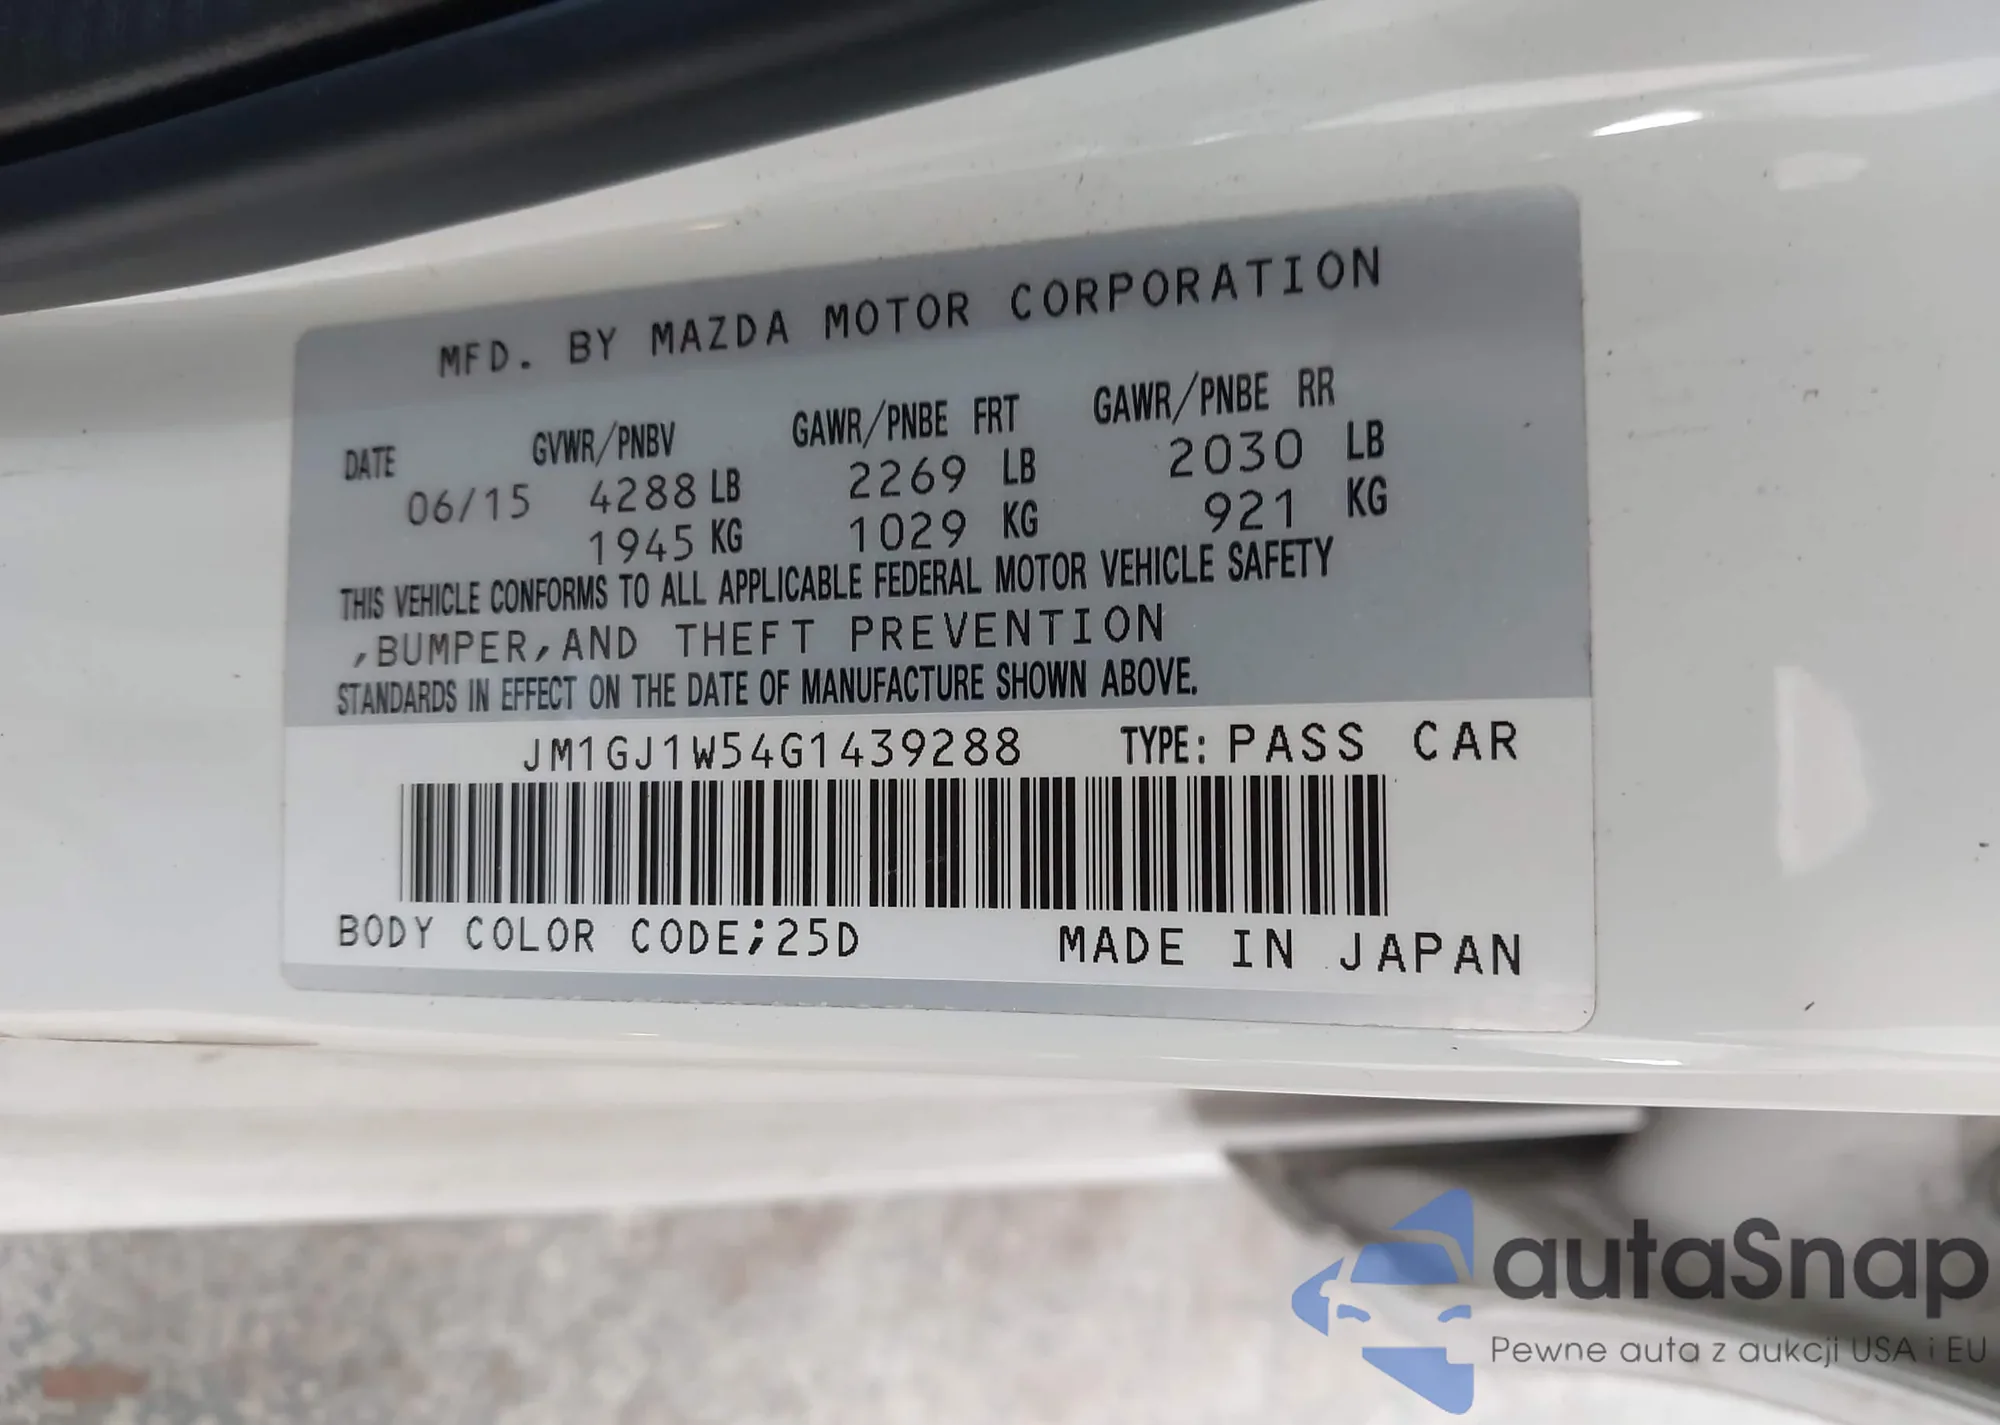 MFD. BY MAZDA MOTOR CORPORATION
DATE GVWR/PNBV GAWR/PNBE FRT GAWR/PNBE RR
06/15 4288 LB 2269 LB 2030 LB
1945 KG 1029 KG 921 KG
THIS VEHICLE CONFORMS TO ALL APPLICABLE FEDERAL MOTOR VEHICLE SAFETY
,BUMPER,AND THEFT PREVENTION
STANDARDS IN EFFECT ON THE DATE OF MANUFACTURE SHOWN ABOVE.
JM1GJ1W54G1439288 TYPE: PASS CAR
BODY COLOR CODE;25D MADE IN JAPAN
autaSnap
Pewne auta z aukcji USA i EU